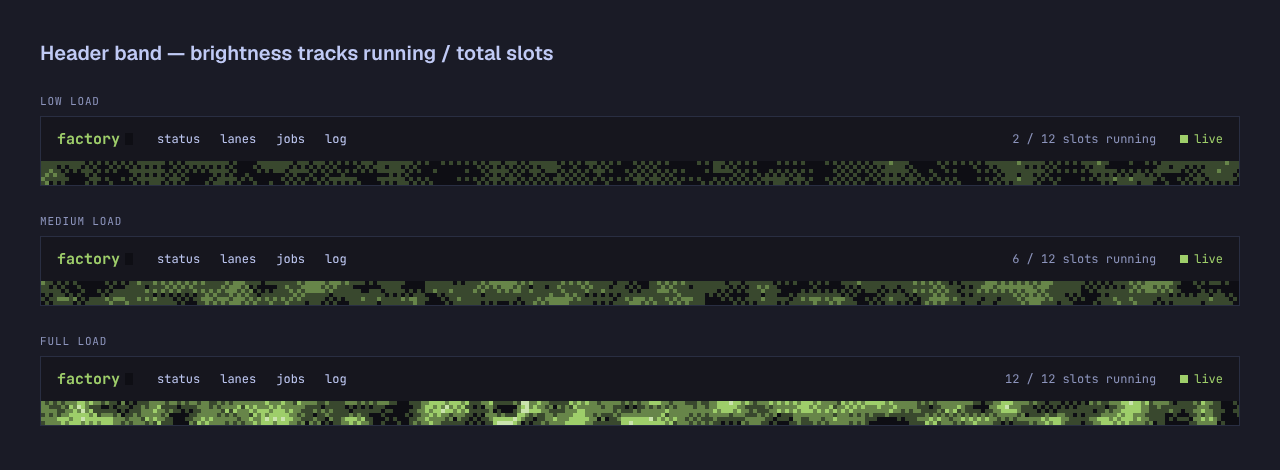 Header band — brightness tracks running / total slots
LOW LOAD
factory status lanes jobs log 2 / 12 slots running live
MEDIUM LOAD
factory status lanes jobs log 6 / 12 slots running live
FULL LOAD
factory status lanes jobs log 12 / 12 slots running live